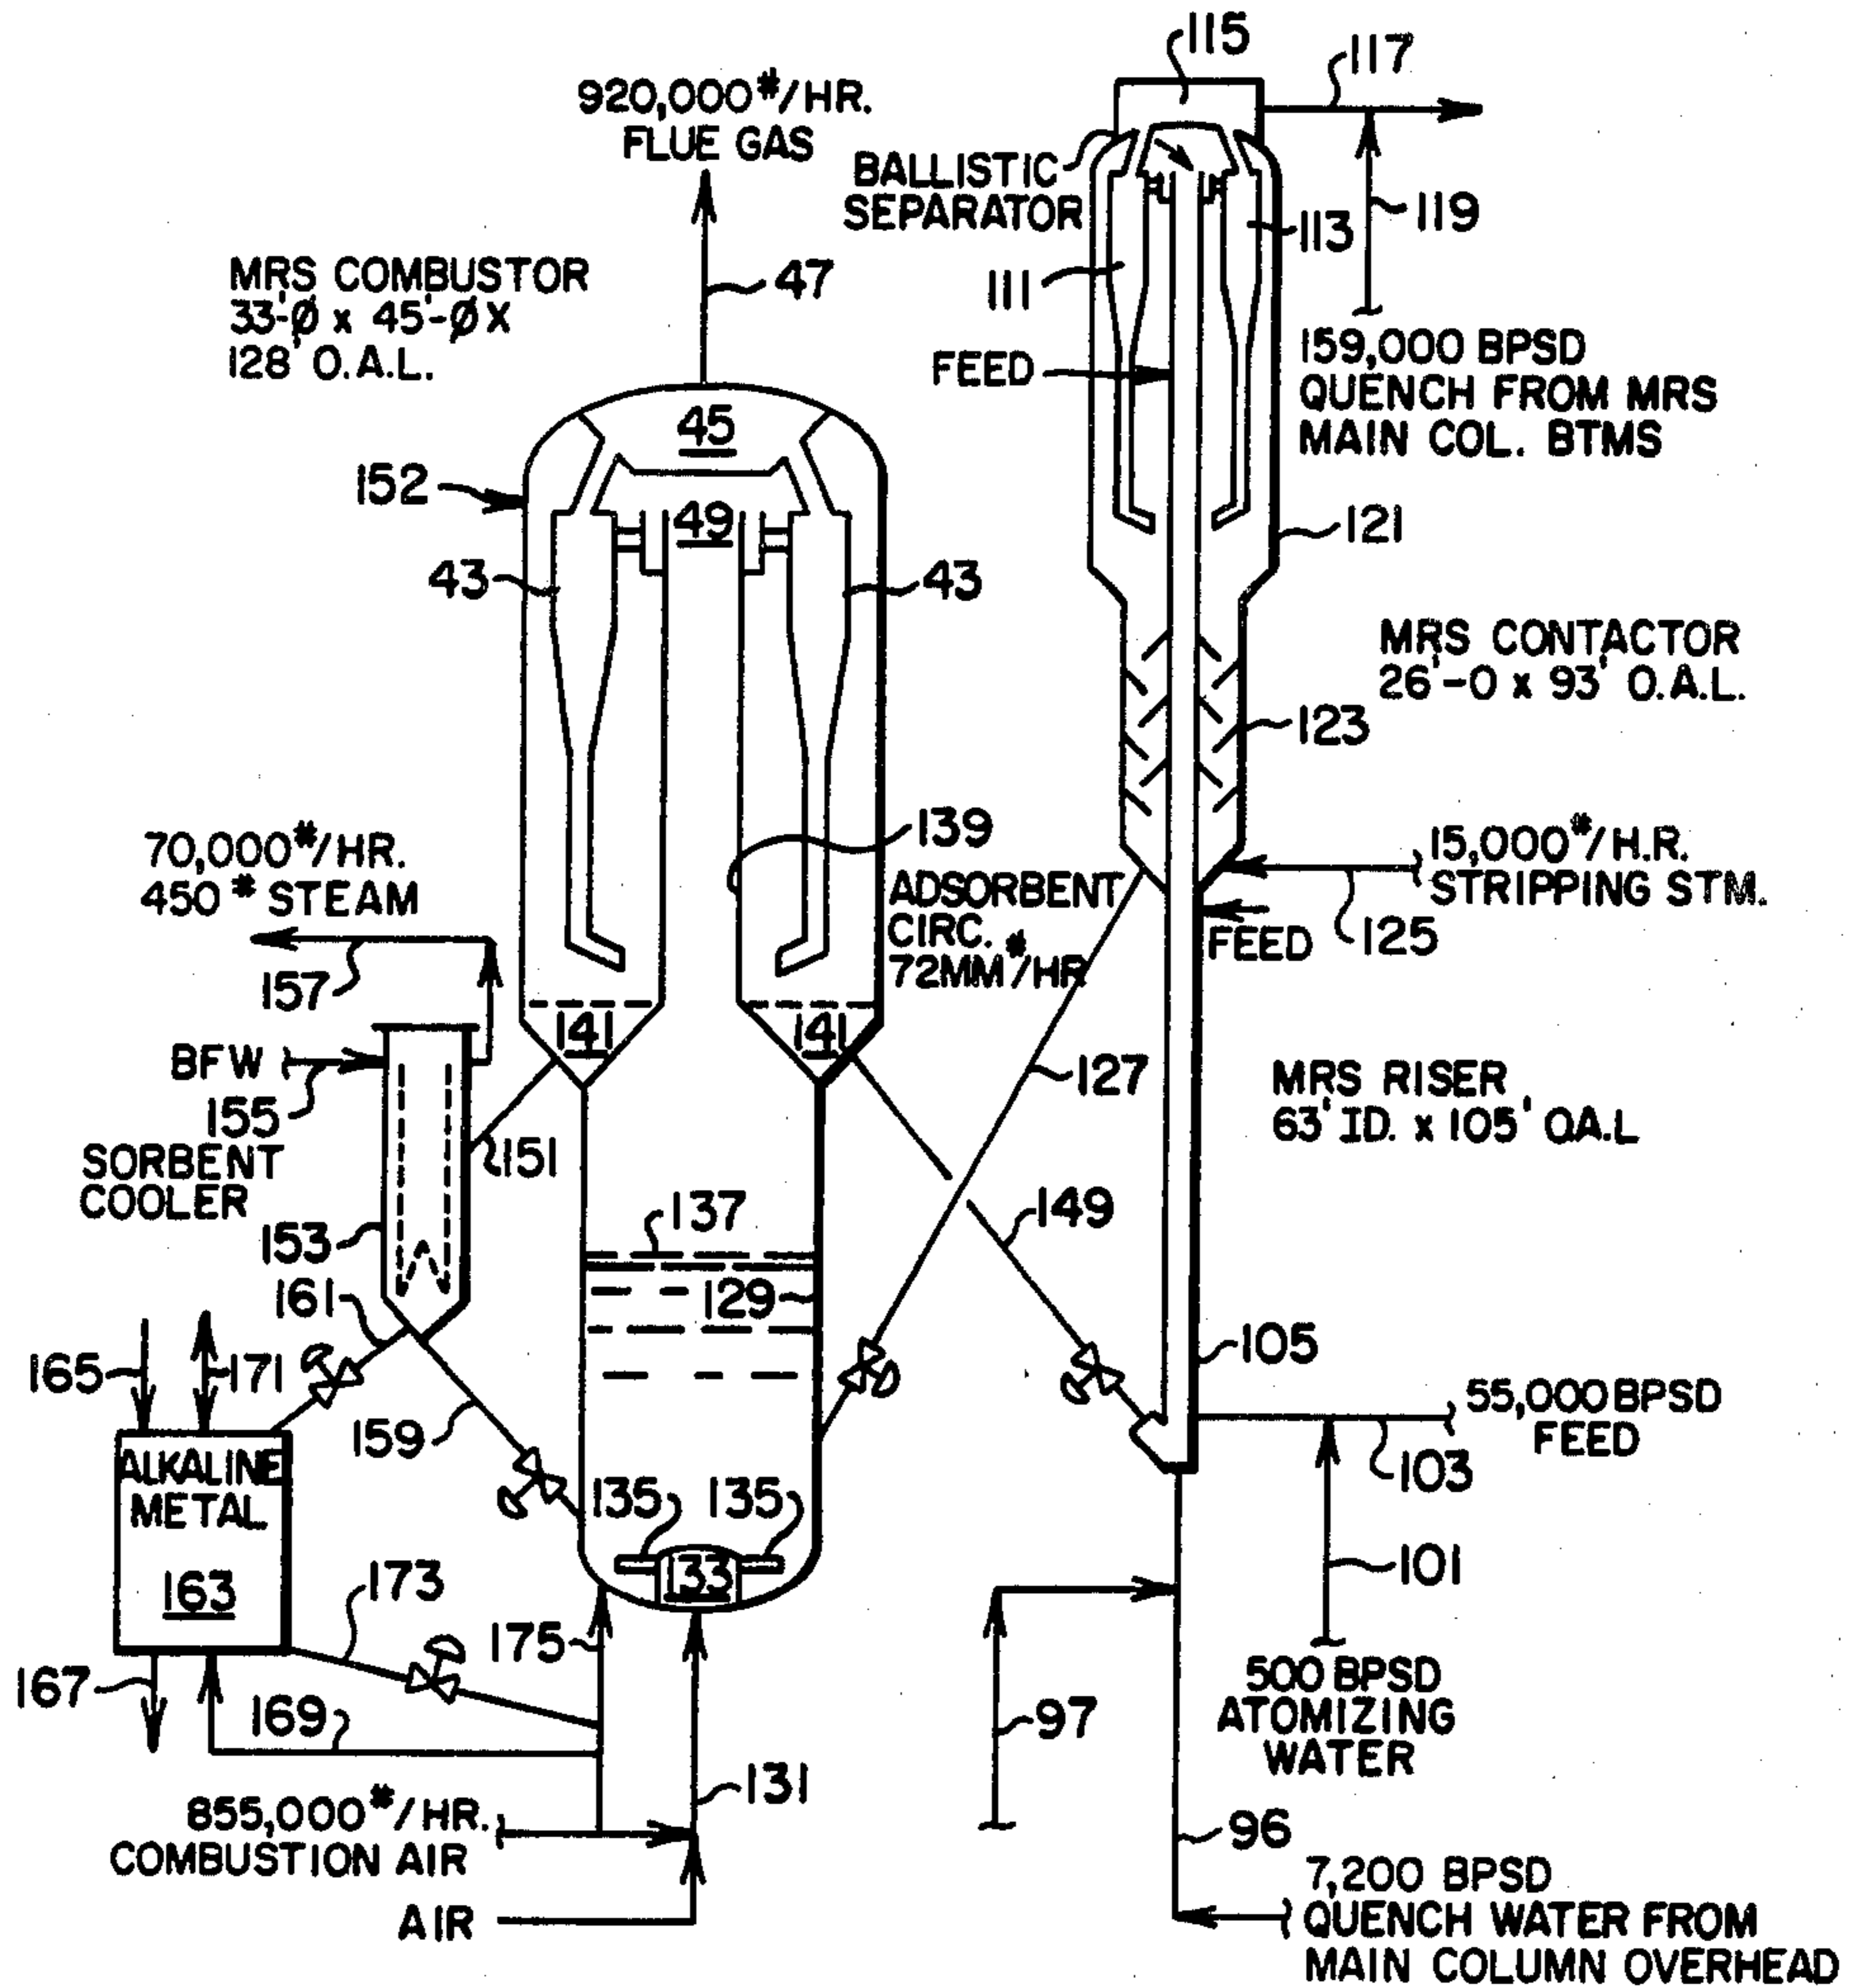 115
117
920,000#/HR.
FLUE GAS
BALLISTIC
SEPARATOR
119
113
MRS COMBUSTOR
33'-Ø x 45'-Ø X
128' O.A.L.
47
111
FEED
159,000 BPSD
QUENCH FROM MRS
MAIN COL. BTMS
45
152
49
121
43
43
MRS CONTACTOR
26'-0 x 93' O.A.L.
123
139
70,000#/HR.
450# STEAM
ADSORBENT
CIRC.
72MM#/HR
15,000#/H.R.
STRIPPING STM.
FEED
125
157
141
141
BFW
155
127
MRS RISER
63' ID. x 105' OA.L
151
SORBENT
COOLER
153
137
149
129
161
165
171
105
159
55,000 BPSD
FEED
103
ALKALINE
METAL
163
135
135
133
101
173
175
167
169
97
500 BPSD
ATOMIZING
WATER
131
855,000#/HR.
COMBUSTION AIR
96
AIR
7,200 BPSD
QUENCH WATER FROM
MAIN COLUMN OVERHEAD